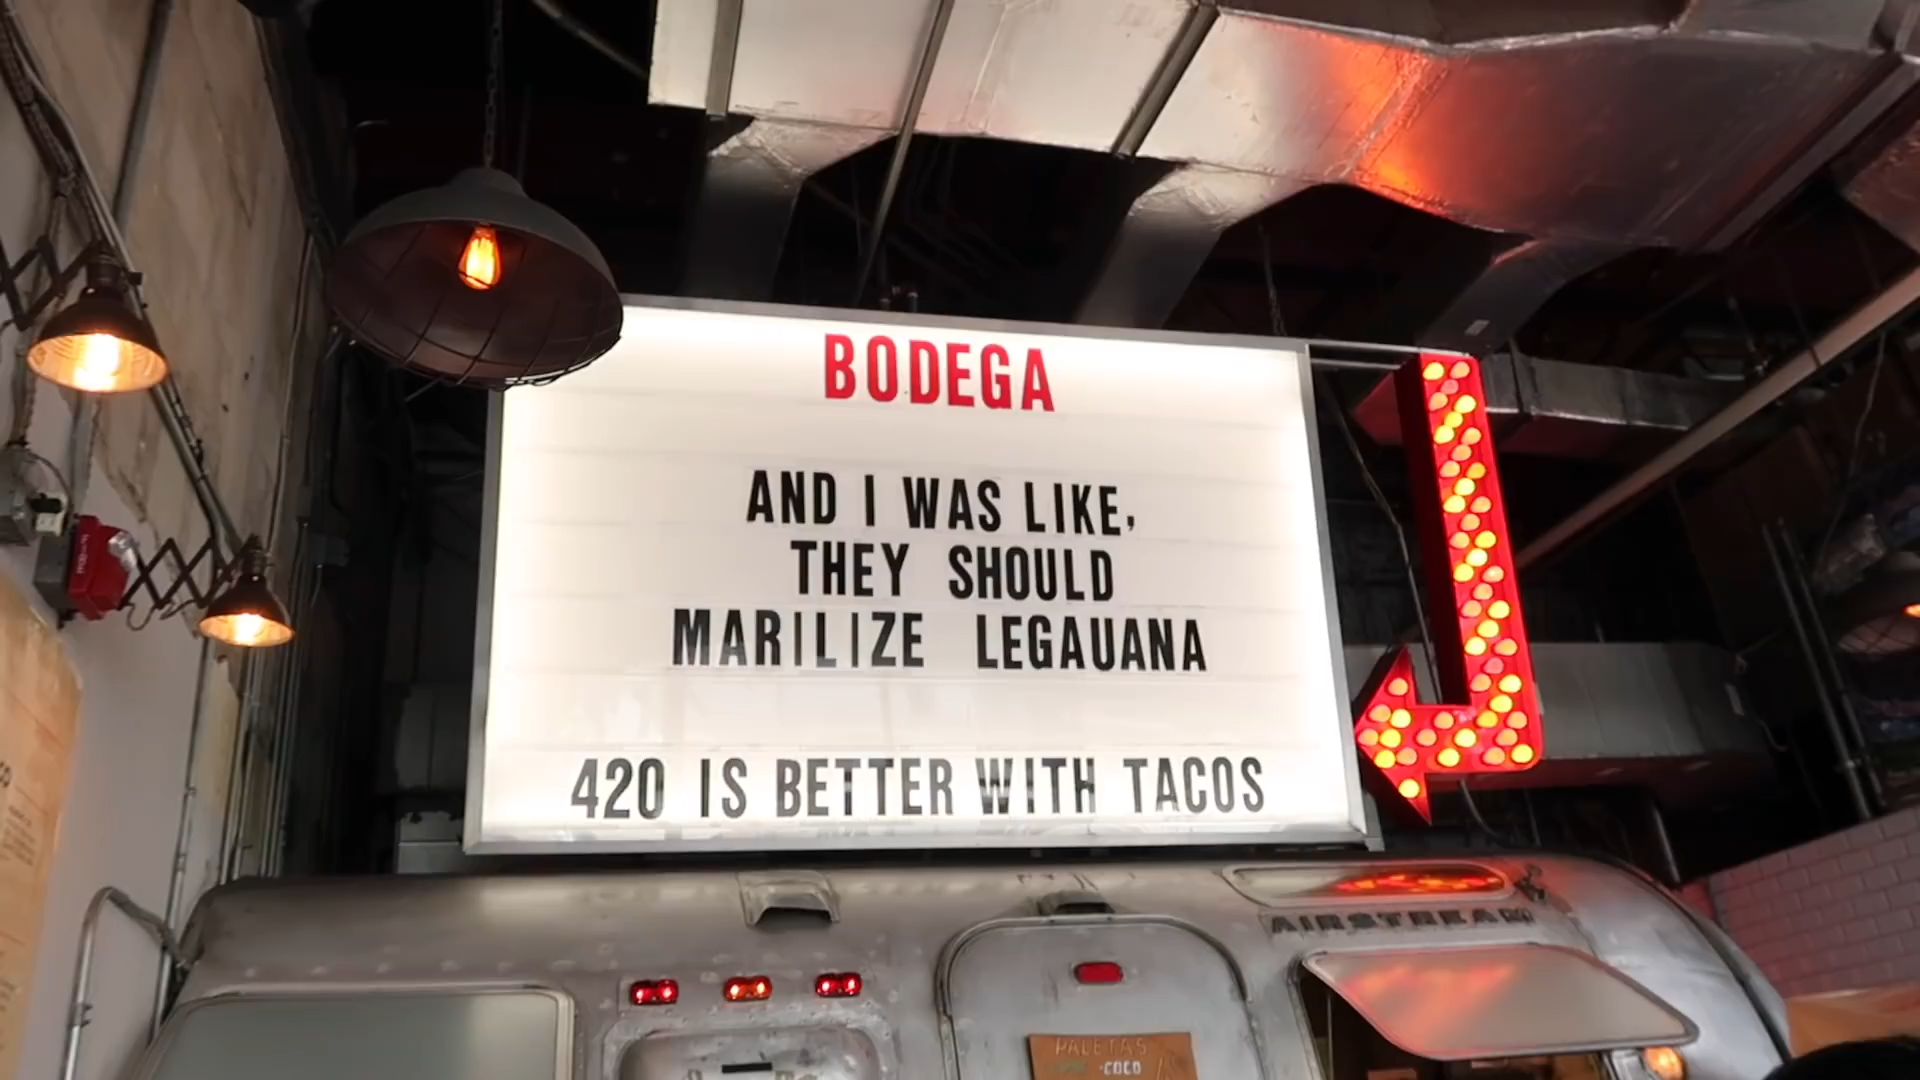 BODEGA
AND I WAS LIKE,
THEY SHOULD
MARILIZE LEGAUANA
420 IS BETTER WITH TACOS
AIRSTREAM
PALETAS
COCO